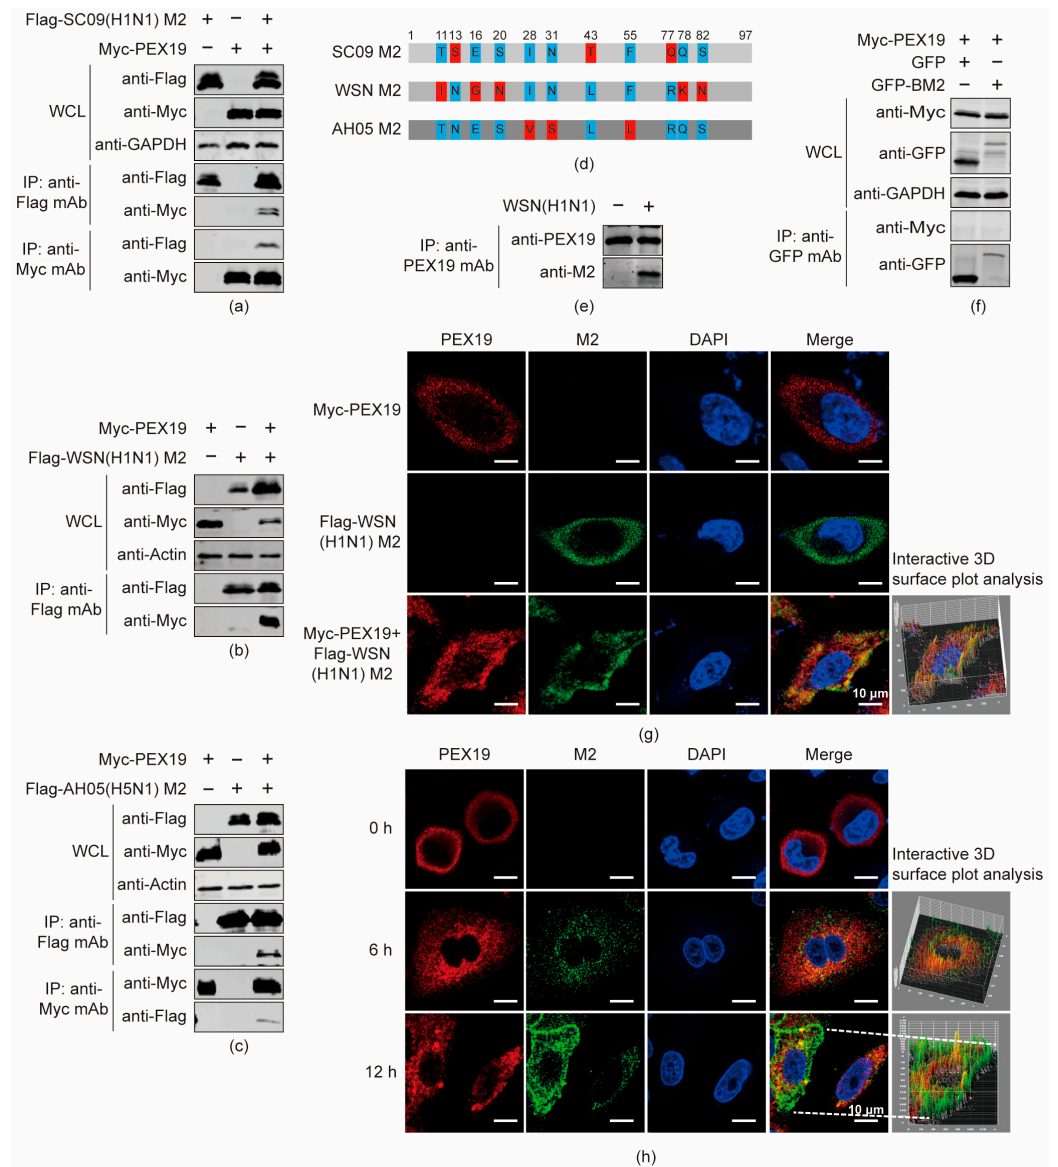 Flag-SC09(H1N1) M2 + − +
Myc-PEX19 − + +
WCL
anti-Flag
anti-Myc
anti-GAPDH
IP: anti-
Flag mAb
anti-Flag
anti-Myc
IP: anti-
Myc mAb
anti-Flag
anti-Myc
(a)
1 11 13 16 20 28 31 43 55 77 78 82 97
SC09 M2 T S E S I N T F Q Q S
WSN M2 I N G N I N L F R K N
AH05 M2 T N E S V S L L R Q S
(d)
WSN(H1N1) − +
IP: anti-
PEX19 mAb
anti-PEX19
anti-M2
(e)
Myc-PEX19 + +
GFP + −
GFP-BM2 − +
WCL
anti-Myc
anti-GFP
anti-GAPDH
IP: anti-
GFP mAb
anti-Myc
anti-GFP
(f)
Myc-PEX19 + − +
Flag-WSN(H1N1) M2 − + +
WCL
anti-Flag
anti-Myc
anti-Actin
IP: anti-
Flag mAb
anti-Flag
anti-Myc
(b)
PEX19 M2 DAPI Merge
Myc-PEX19
Flag-WSN
(H1N1) M2
Myc-PEX19+
Flag-WSN
(H1N1) M2
10 μm
Interactive 3D
surface plot analysis
(g)
Myc-PEX19 + − +
Flag-AH05(H5N1) M2 − + +
WCL
anti-Flag
anti-Myc
anti-Actin
IP: anti-
Flag mAb
anti-Flag
anti-Myc
IP: anti-
Myc mAb
anti-Myc
anti-Flag
(c)
PEX19 M2 DAPI Merge
0 h
6 h
12 h
10 μm
Interactive 3D
surface plot analysis
(h)